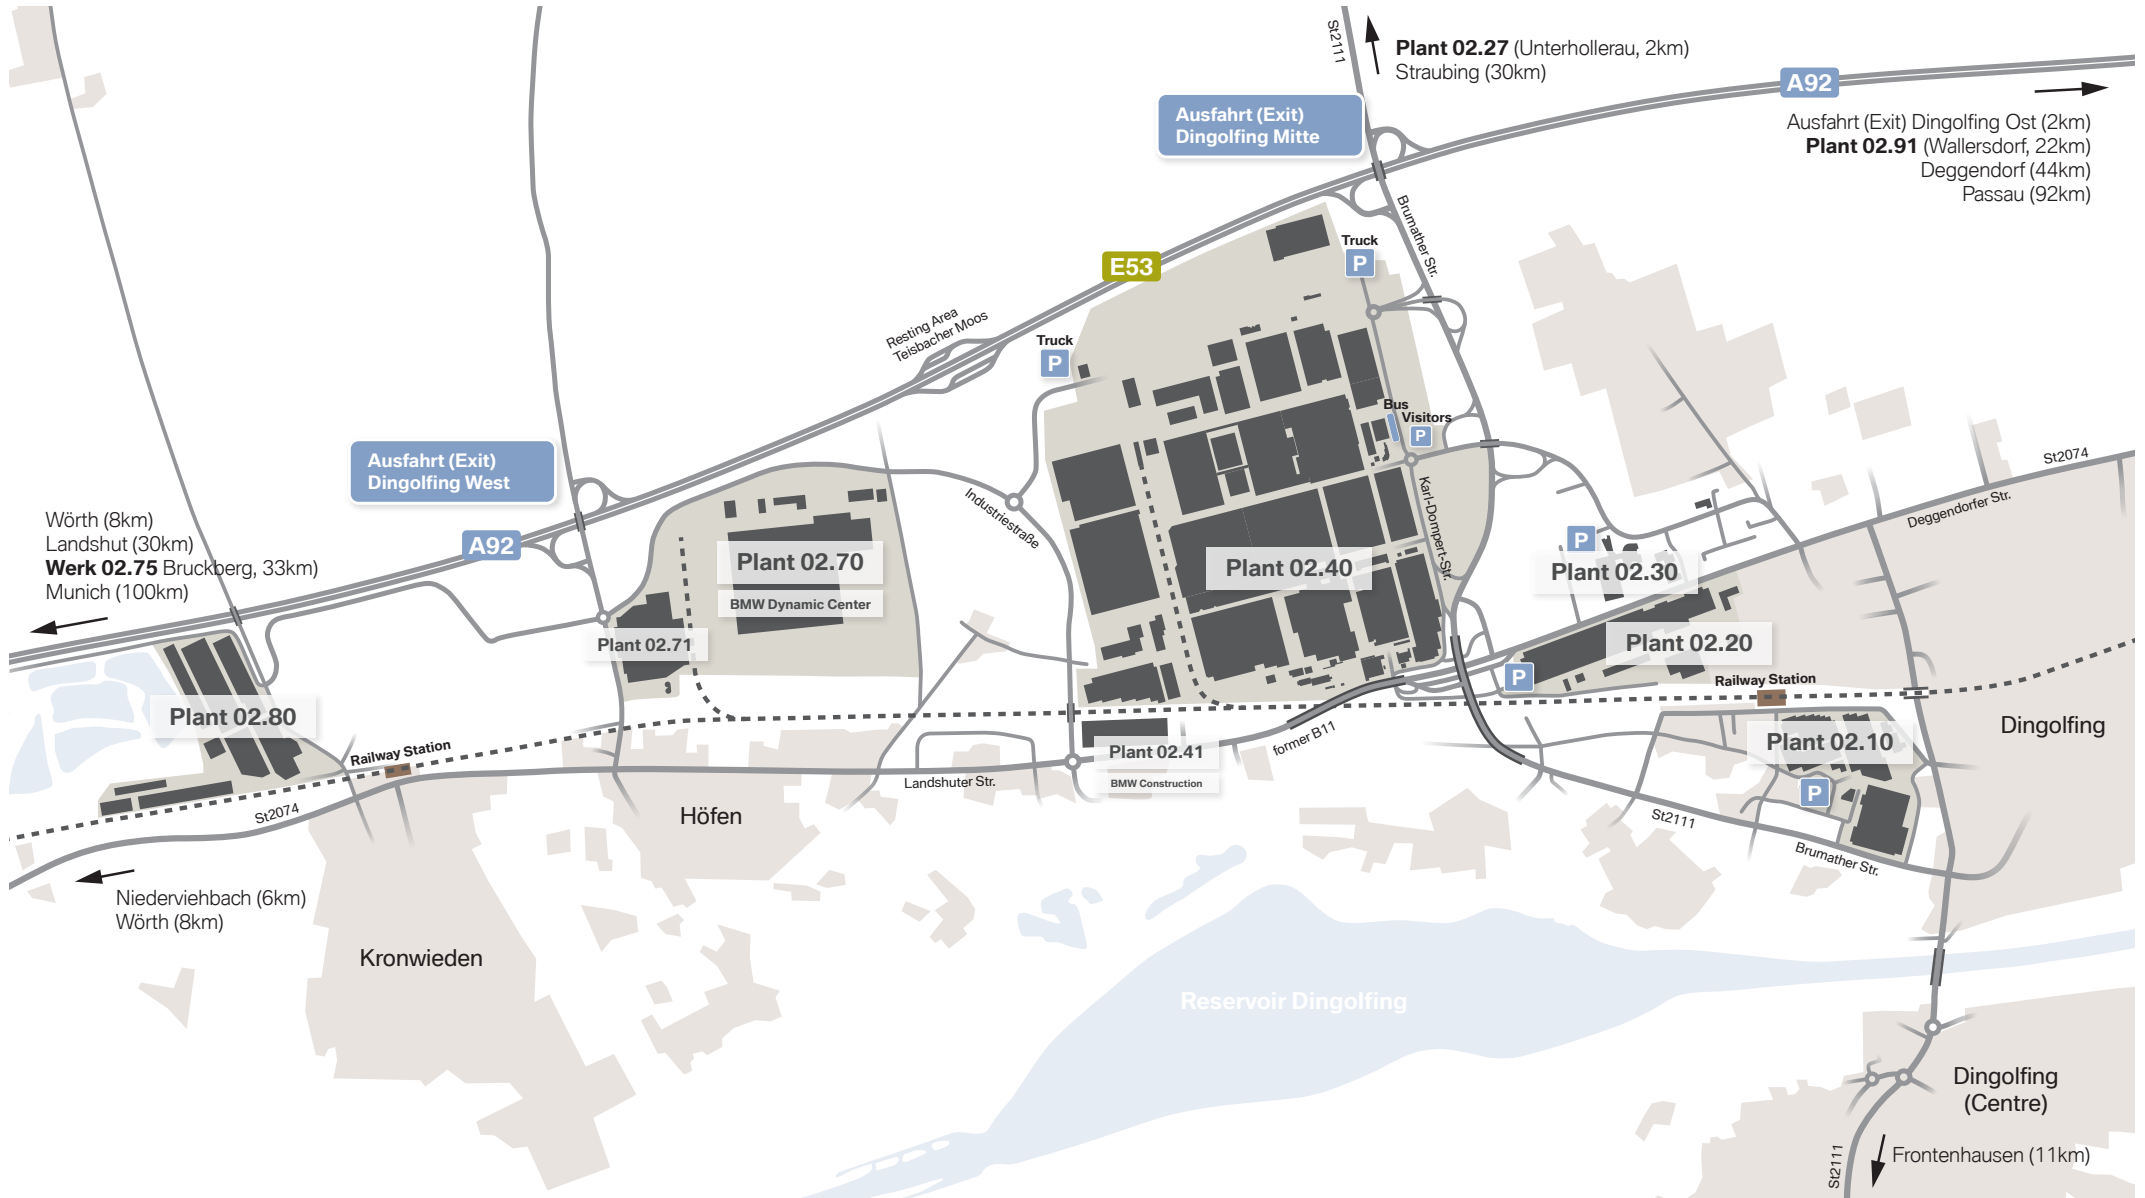 St2111
Plant 02.27 (Unterhollerau, 2km)
Straubing (30km)
A92
Ausfahrt (Exit)
Dingolfing Mitte
Ausfahrt (Exit) Dingolfing Ost (2km)
Plant 02.91 (Wallersdorf, 22km)
Deggendorf (44km)
Passau (92km)
Brumather Str.
Truck
P
E53
Resting Area
Teisbacher Moos
Truck
P
Bus
Visitors
P
Ausfahrt (Exit)
Dingolfing West
St2074
Deggendorfer Str.
Industriestraße
Karl-Dompert-Str.
Wörth (8km)
Landshut (30km)
Werk 02.75 Bruckberg, 33km)
Munich (100km)
A92
P
Plant 02.70
BMW Dynamic Center
Plant 02.40
Plant 02.30
Plant 02.71
Plant 02.20
P
Railway Station
Plant 02.80
Railway Station
Dingolfing
former B11
Plant 02.41
BMW Construction
Plant 02.10
P
Landshuter Str.
St2074
Höfen
St2111
Brumather Str.
Niederviehbach (6km)
Wörth (8km)
Kronwieden
Reservoir Dingolfing
Dingolfing
(Centre)
St2111
Frontenhausen (11km)